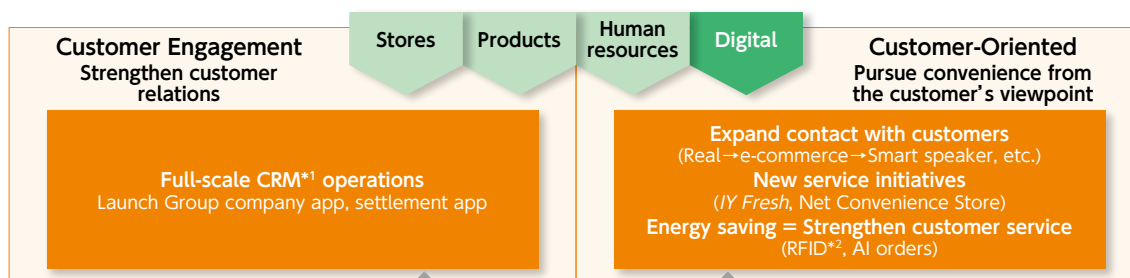 Stores
Products
Human
resources
Digital
Customer Engagement
Strengthen customer
relations
Full-scale CRM*1 operations
Launch Group company app, settlement app
Customer-Oriented
Pursue convenience from
the customer's viewpoint
Expand contact with customers
(Real→e-commerce→Smart speaker, etc.)
New service initiatives
(IY Fresh, Net Convenience Store)
Energy saving = Strengthen customer service
(RFID*2, AI orders)